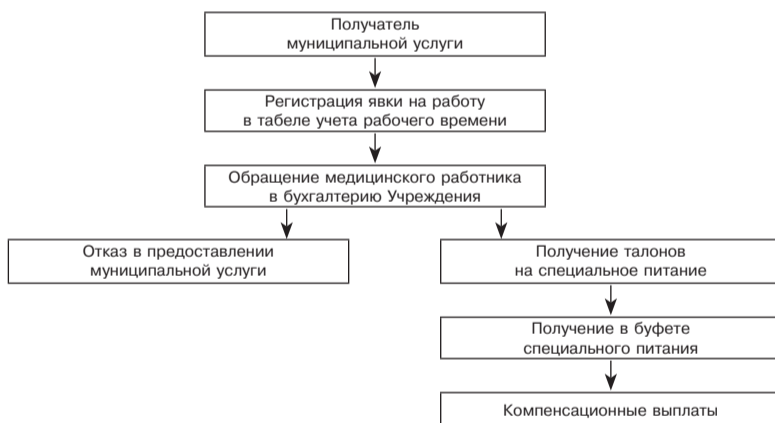 Получатель
муниципальной услуги
Регистрация явки на работу
в табеле учета рабочего времени
Обращение медицинского работника
в бухгалтерию Учреждения
Отказ в предоставлении
муниципальной услуги
Получение талонов
на специальное питание
Получение в буфете
специального питания
Компенсационные выплаты